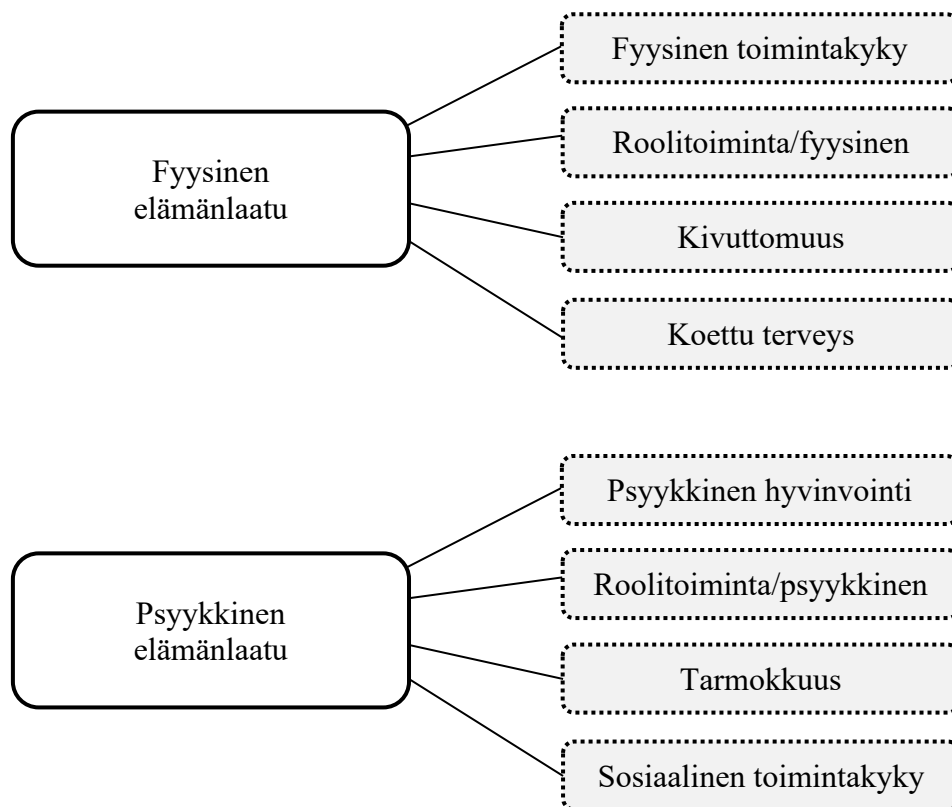 Fyysinen
elämänlaatu
Fyysinen toimintakyky
Roolitoiminta/fyysinen
Kivuttomuus
Koettu terveys
Psyykkinen
elämänlaatu
Psyykkinen hyvinvointi
Roolitoiminta/psyykkinen
Tarmokkuus
Sosiaalinen toimintakyky